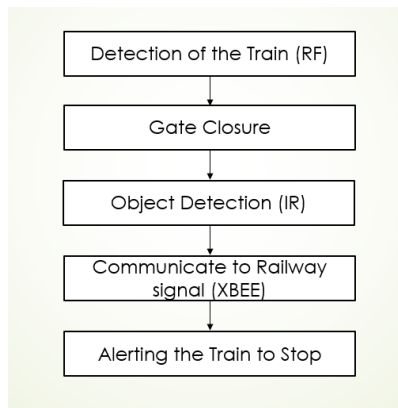 Detection of the Train (RF)
Gate Closure
Object Detection (IR)
Communicate to Railway
signal (XBEE)
Alerting the Train to Stop